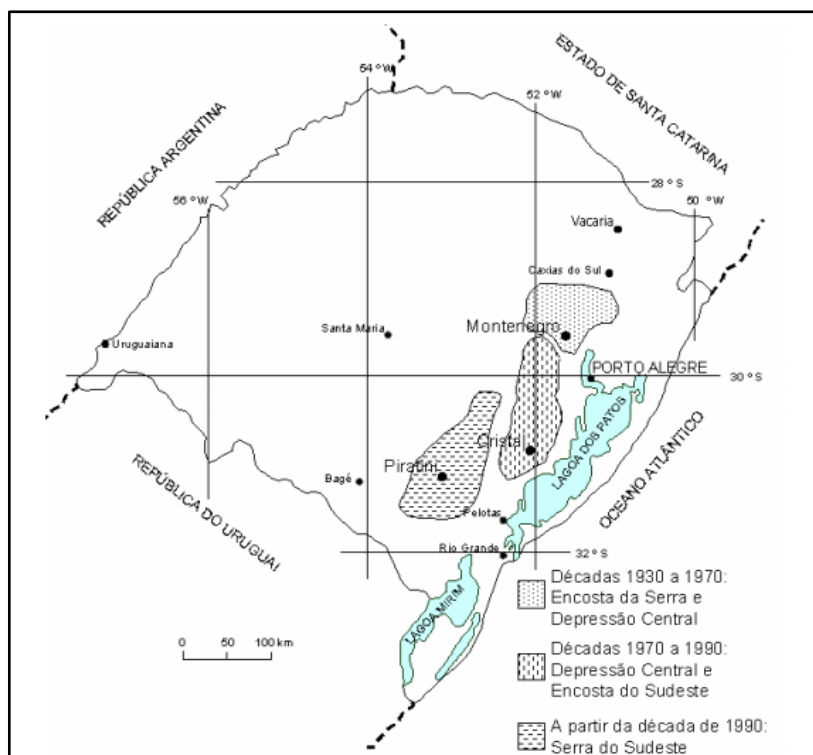 54 º W
ESTADO DE SANTA CATARINA
52 º W
REPÚBLICA ARGENTINA
28 º S
56 º W
50 º W
Vacaria
Caxias do Sul
Santa Maria
Montenegro
Uruguaiana
PORTO ALEGRE
30 º S
LAGOA DOS PATOS
Cristal
Piratini
OCEANO ATLÂNTICO
REPÚBLICA DO URUGUAI
Bagé
Pelotas
Rio Grande
32 º S
LAGOA MIRIM
Décadas 1930 a 1970:
Encosta da Serra e
Depressão Central
0 50 100 km
Décadas 1970 a 1990:
Depressão Central e
Encosta do Sudeste
A partir da década de 1990:
Serra do Sudeste